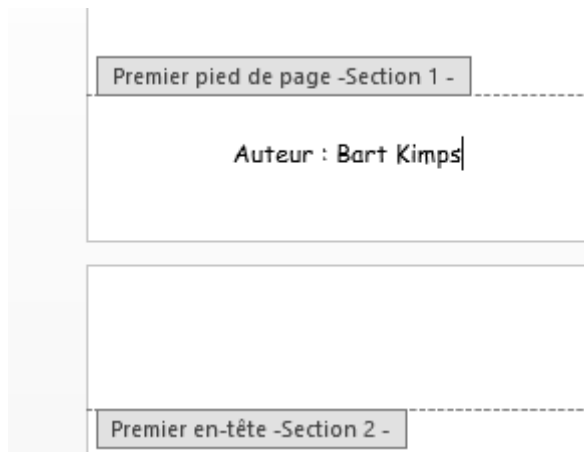 Premier pied de page -Section 1 -
Auteur : Bart Kimps
Premier en-tête -Section 2 -